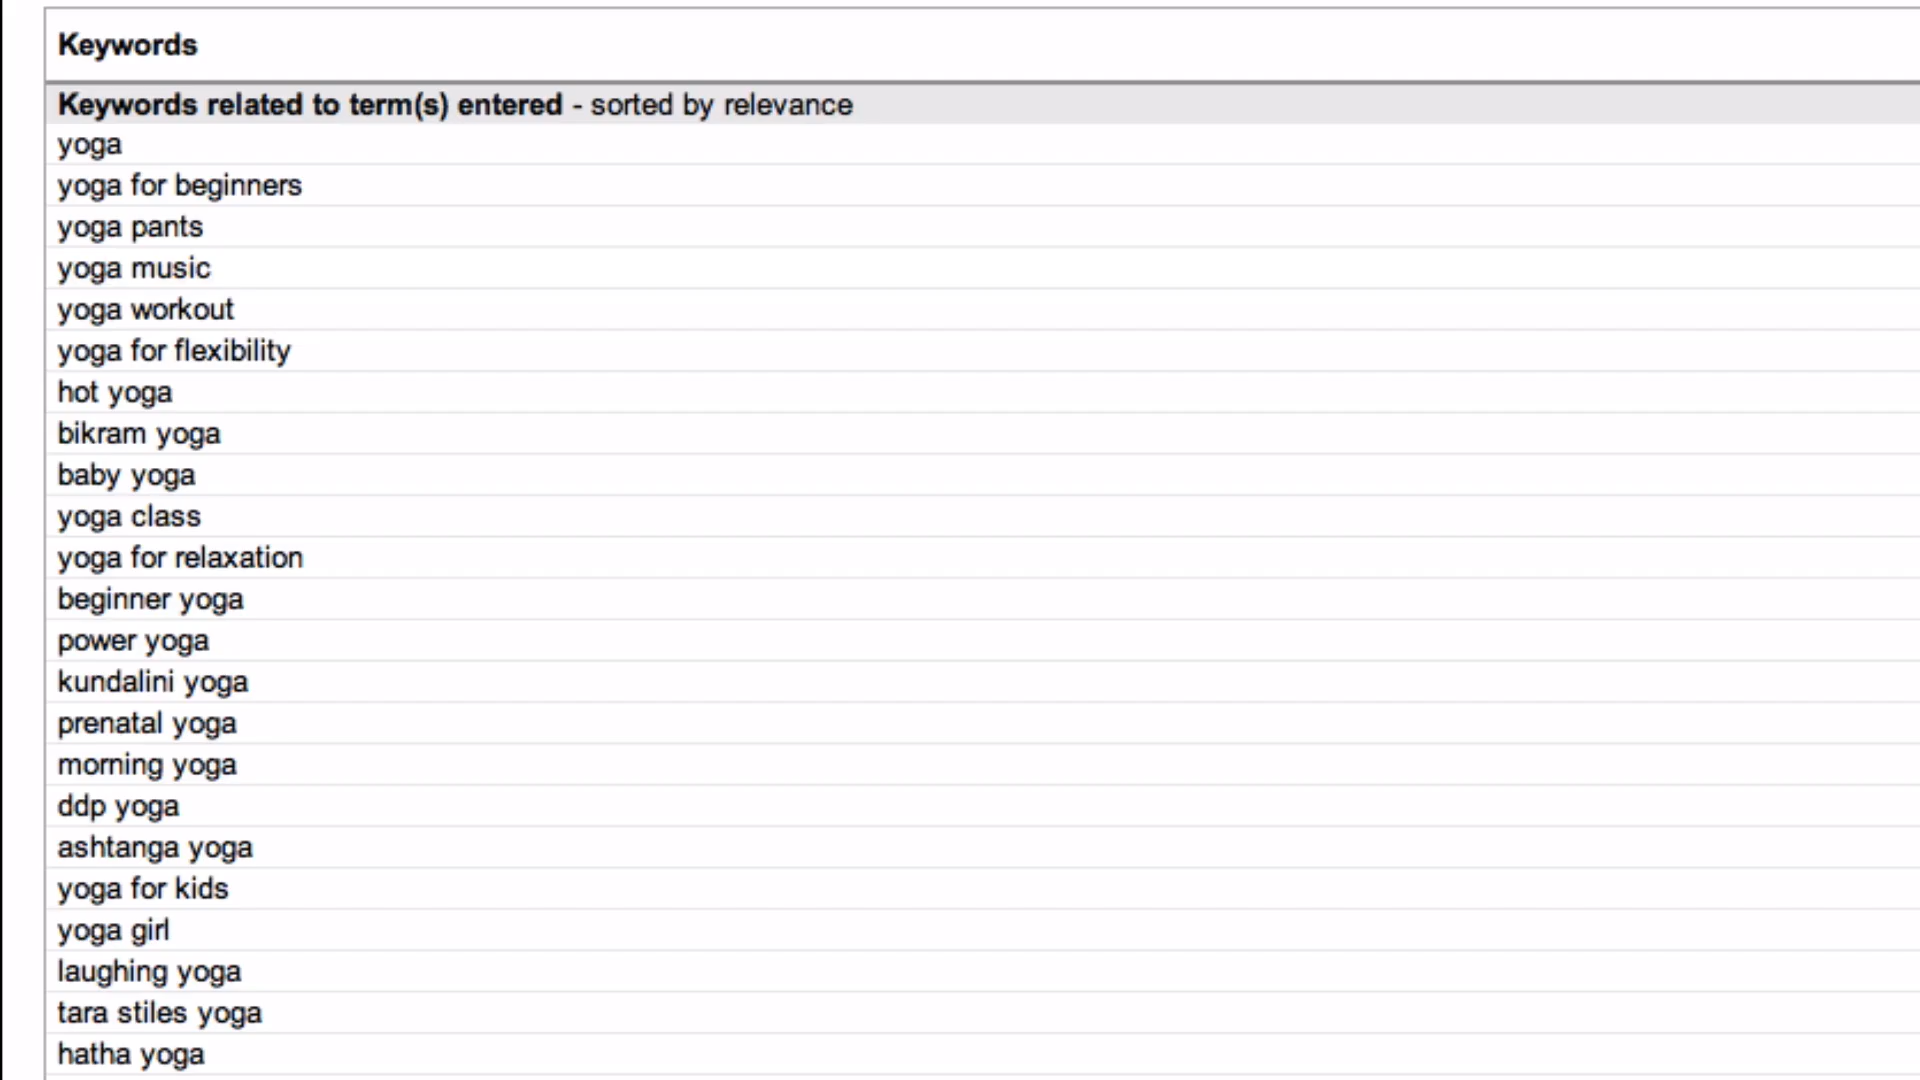 Keywords
Keywords related to term(s) entered - sorted by relevance
yoga
yoga for beginners
yoga pants
yoga music
yoga workout
yoga for flexibility
hot yoga
bikram yoga
baby yoga
yoga class
yoga for relaxation
beginner yoga
power yoga
kundalini yoga
prenatal yoga
morning yoga
ddp yoga
ashtanga yoga
yoga for kids
yoga girl
laughing yoga
tara stiles yoga
hatha yoga